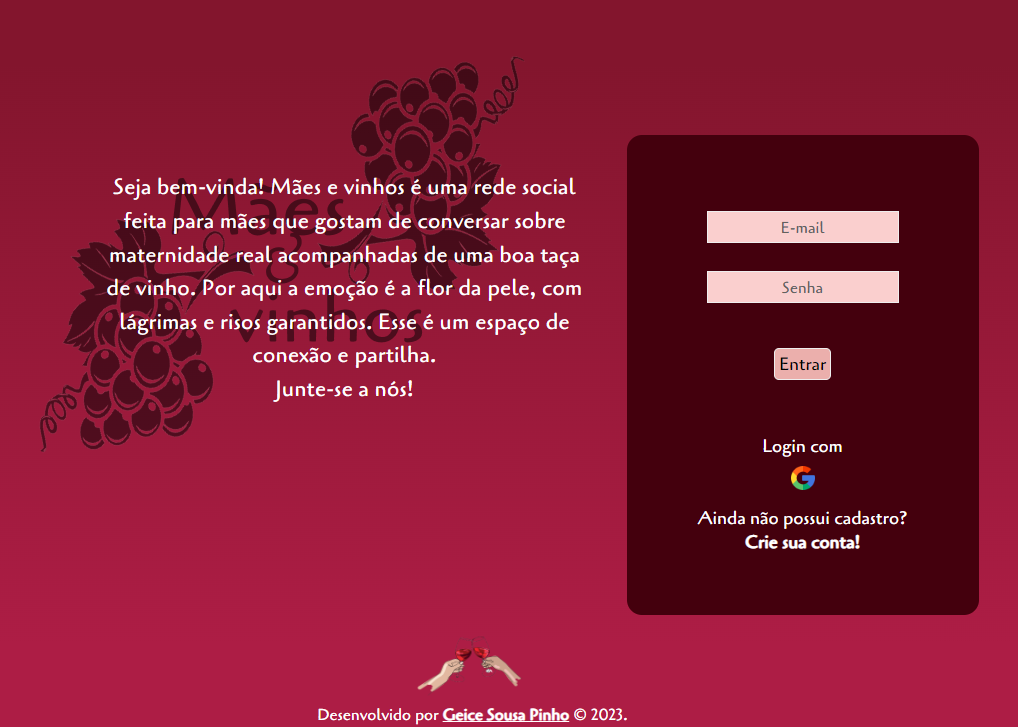 Mães
&
vinhos
Seja bem-vinda! Mães e vinhos é uma rede social
feita para mães que gostam de conversar sobre
maternidade real acompanhadas de uma boa taça
de vinho. Por aqui a emoção é a flor da pele, com
lágrimas e risos garantidos. Esse é um espaço de
conexão e partilha.
Junte-se a nós!
E-mail
Senha
Entrar
Login com
Ainda não possui cadastro?
Crie sua conta!
Desenvolvido por Geice Sousa Pinho © 2023.